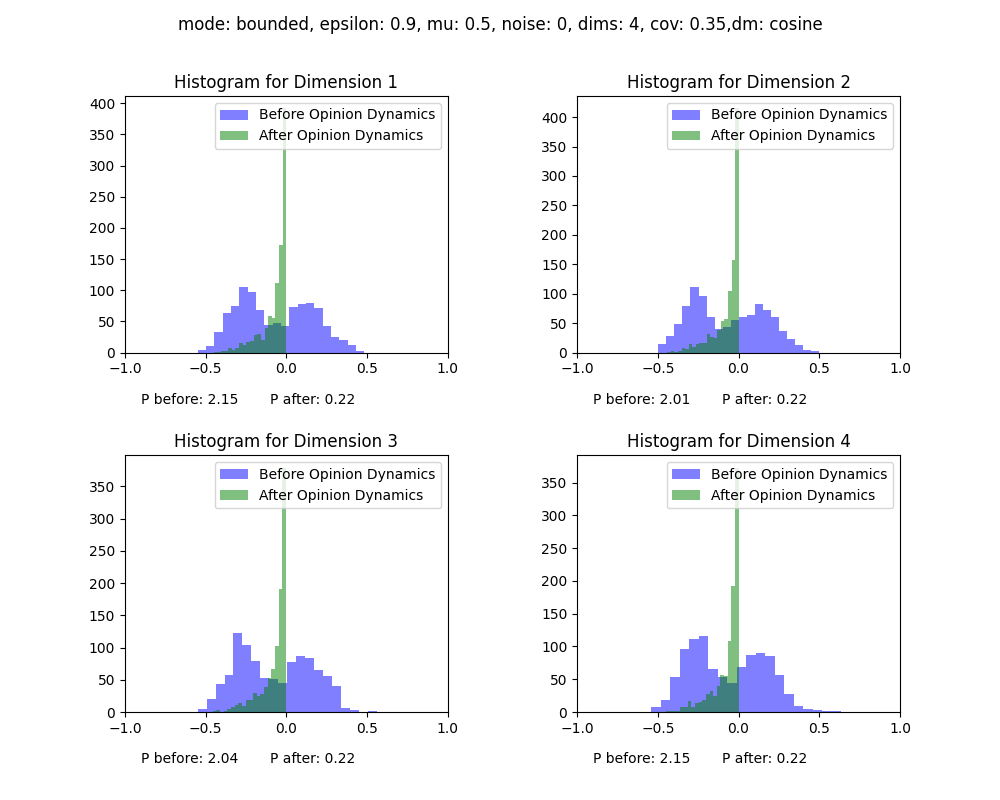 mode: bounded, epsilon: 0.9, mu: 0.5, noise: 0, dims: 4, cov: 0.35,dm: cosine
Histogram for Dimension 1
Before Opinion Dynamics
After Opinion Dynamics
400
350
300
250
200
150
100
50
0
−1.0 −0.5 0.0 0.5 1.0
P before: 2.15 P after: 0.22
Histogram for Dimension 2
Before Opinion Dynamics
After Opinion Dynamics
400
350
300
250
200
150
100
50
0
−1.0 −0.5 0.0 0.5 1.0
P before: 2.01 P after: 0.22
Histogram for Dimension 3
Before Opinion Dynamics
After Opinion Dynamics
350
300
250
200
150
100
50
0
−1.0 −0.5 0.0 0.5 1.0
P before: 2.04 P after: 0.22
Histogram for Dimension 4
Before Opinion Dynamics
After Opinion Dynamics
350
300
250
200
150
100
50
0
−1.0 −0.5 0.0 0.5 1.0
P before: 2.15 P after: 0.22